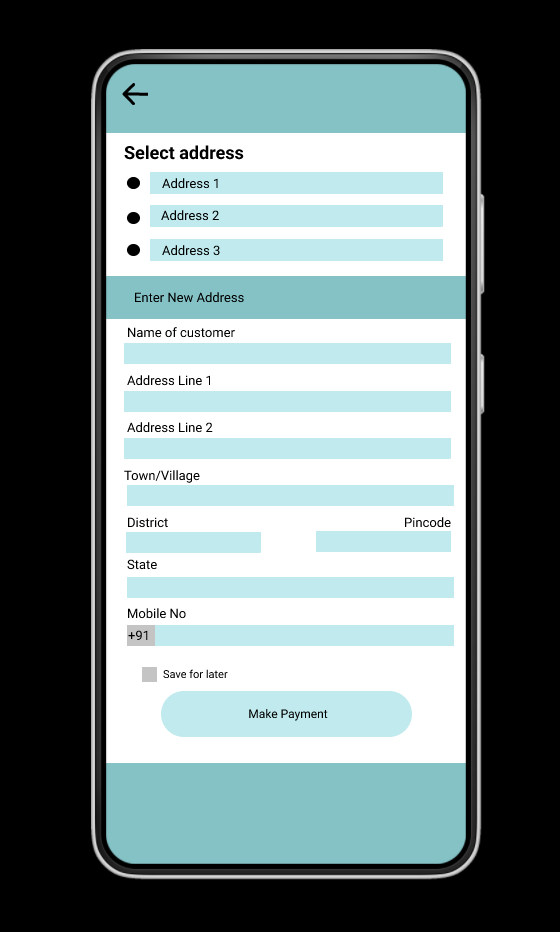 Select address
Address 1
Address 2
Address 3
Enter New Address
Name of customer
Address Line 1
Address Line 2
Town/Village
District
Pincode
State
Mobile No
+91
Save for later
Make Payment